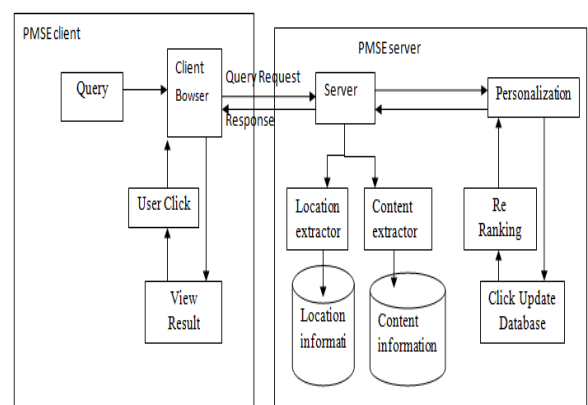 PMSE client
PMSE server
Client
Bowser
Query
Query Request
Response
Server
Personalization
User Click
Location
extractor
Content
extractor
Re
Ranking
View
Result
Location
informati
Content
information
Click Update
Database